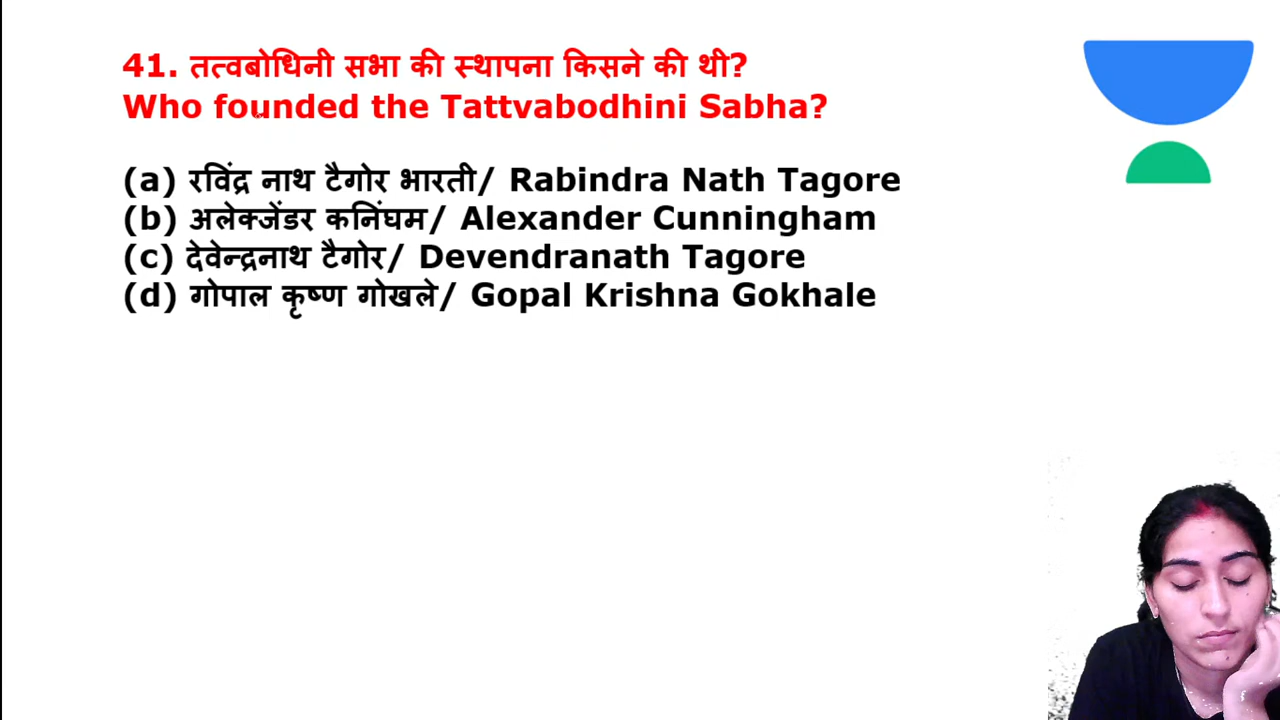 41. तत्वबोधिनी सभा की स्थापना किसने की थी?
Who founded the Tattvabodhini Sabha?
(a) रविंद्र नाथ टैगोर भारती/ Rabindra Nath Tagore
(b) अलेक्जेंडर कनिंघम/ Alexander Cunningham
(c) देवेन्द्रनाथ टैगोर/ Devendranath Tagore
(d) गोपाल कृष्ण गोखले/ Gopal Krishna Gokhale